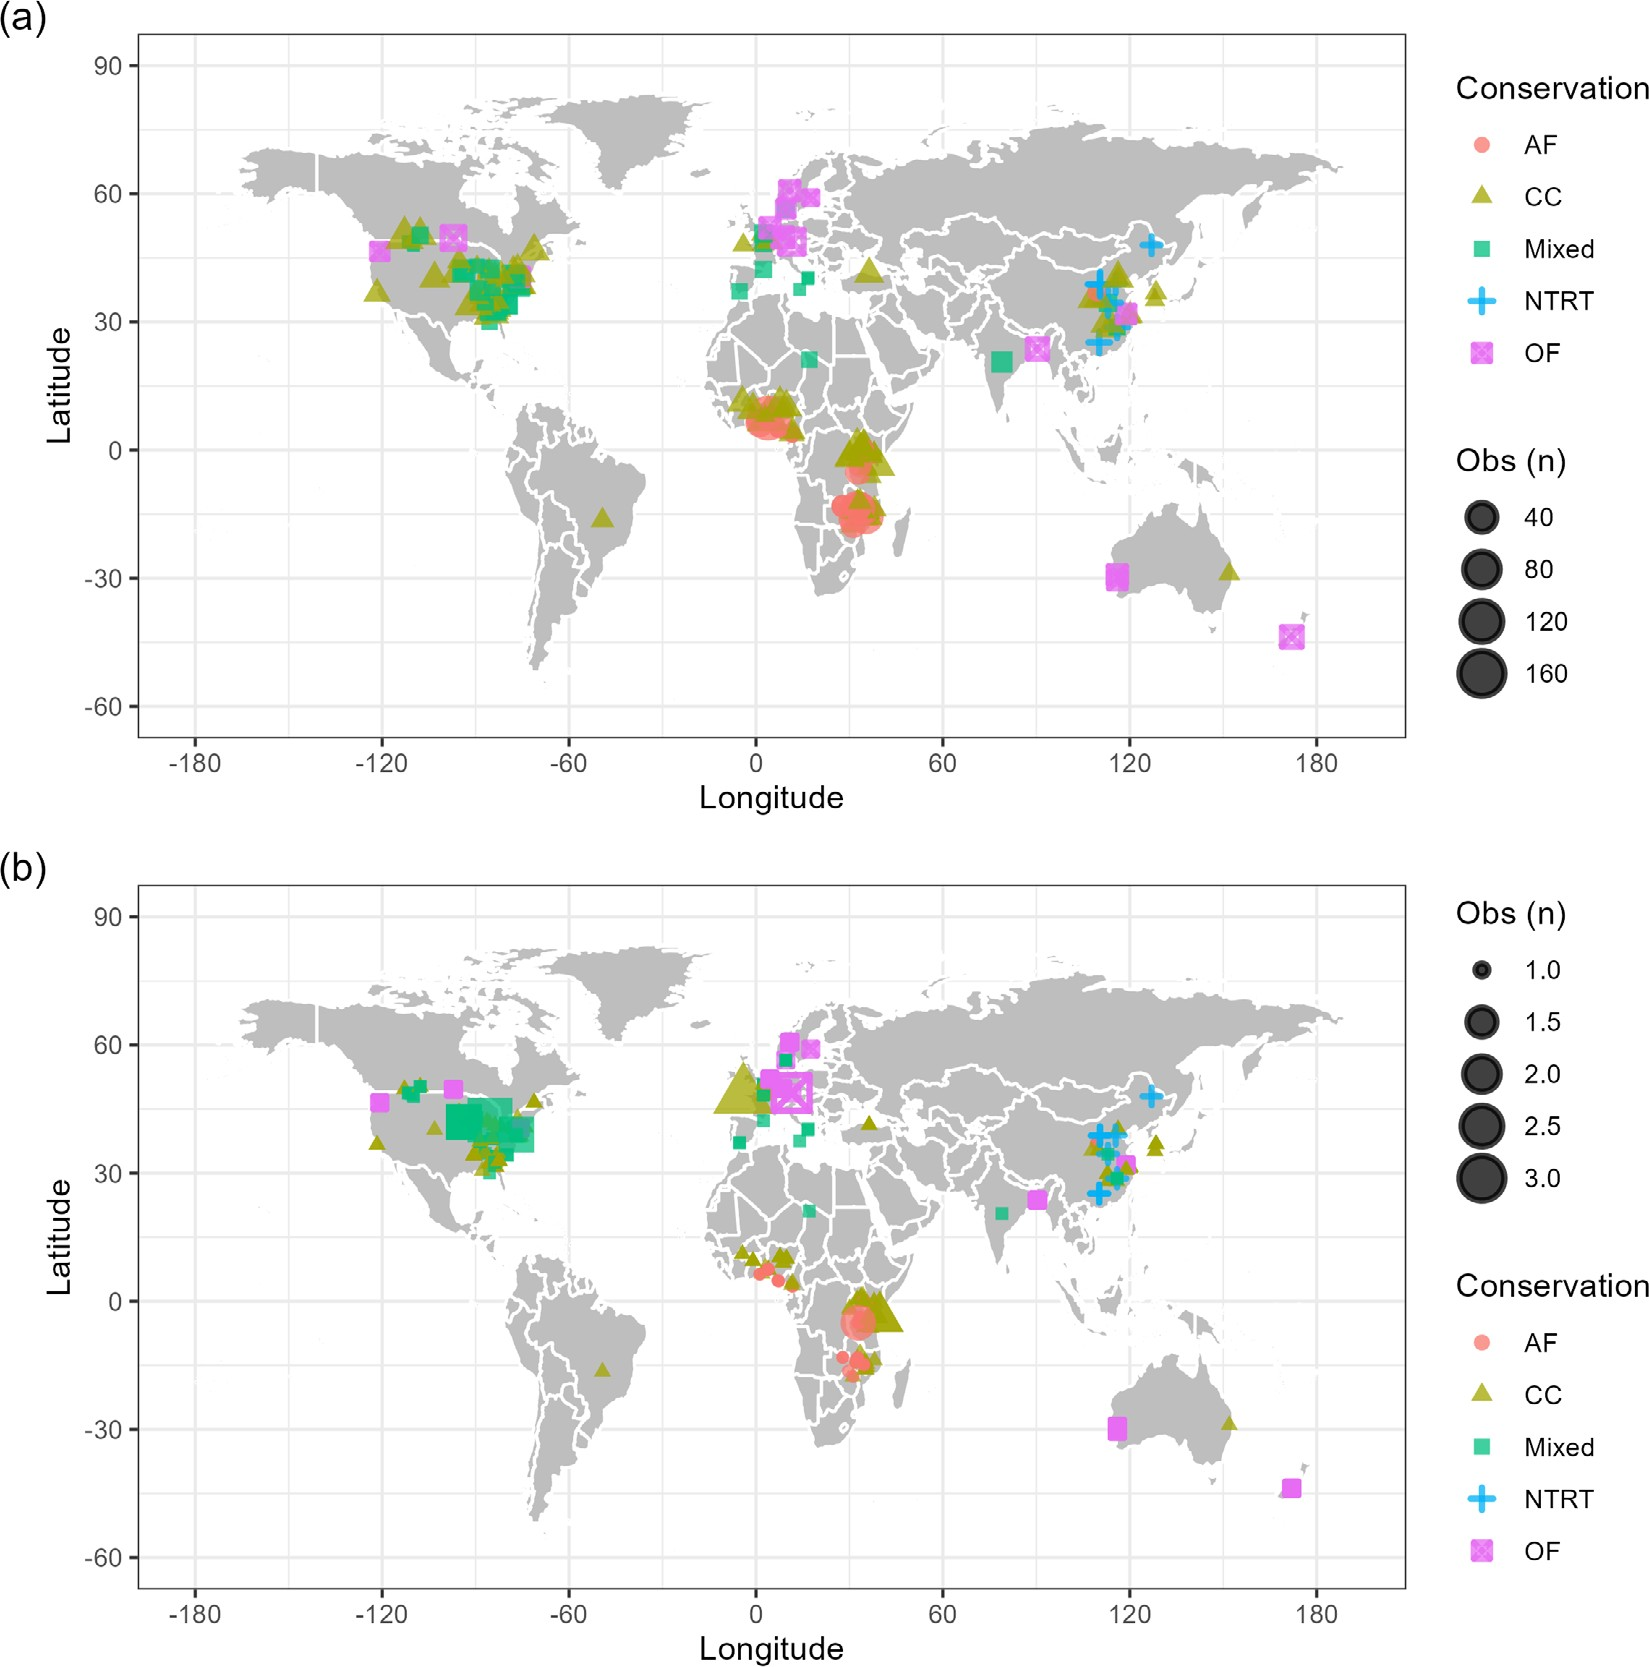 (a)
90
60
30
0
-30
-60
Latitude
-180 -120 -60 0 60 120 180
Longitude
Conservation
AF
CC
Mixed
NTRT
OF
Obs (n)
40
80
120
160
(b)
90
60
30
0
-30
-60
Latitude
-180 -120 -60 0 60 120 180
Longitude
Obs (n)
1.0
1.5
2.0
2.5
3.0
Conservation
AF
CC
Mixed
NTRT
OF